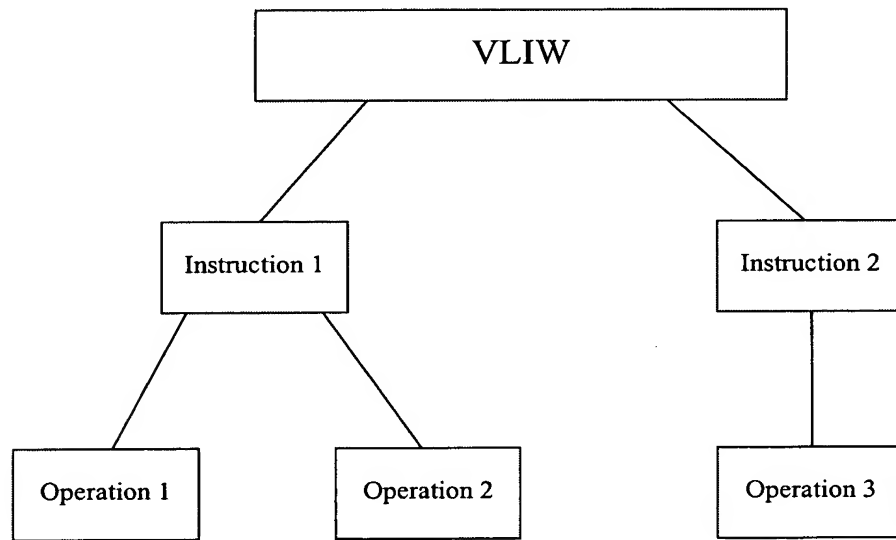 VLIW
Instruction 1
Instruction 2
Operation 1
Operation 2
Operation 3